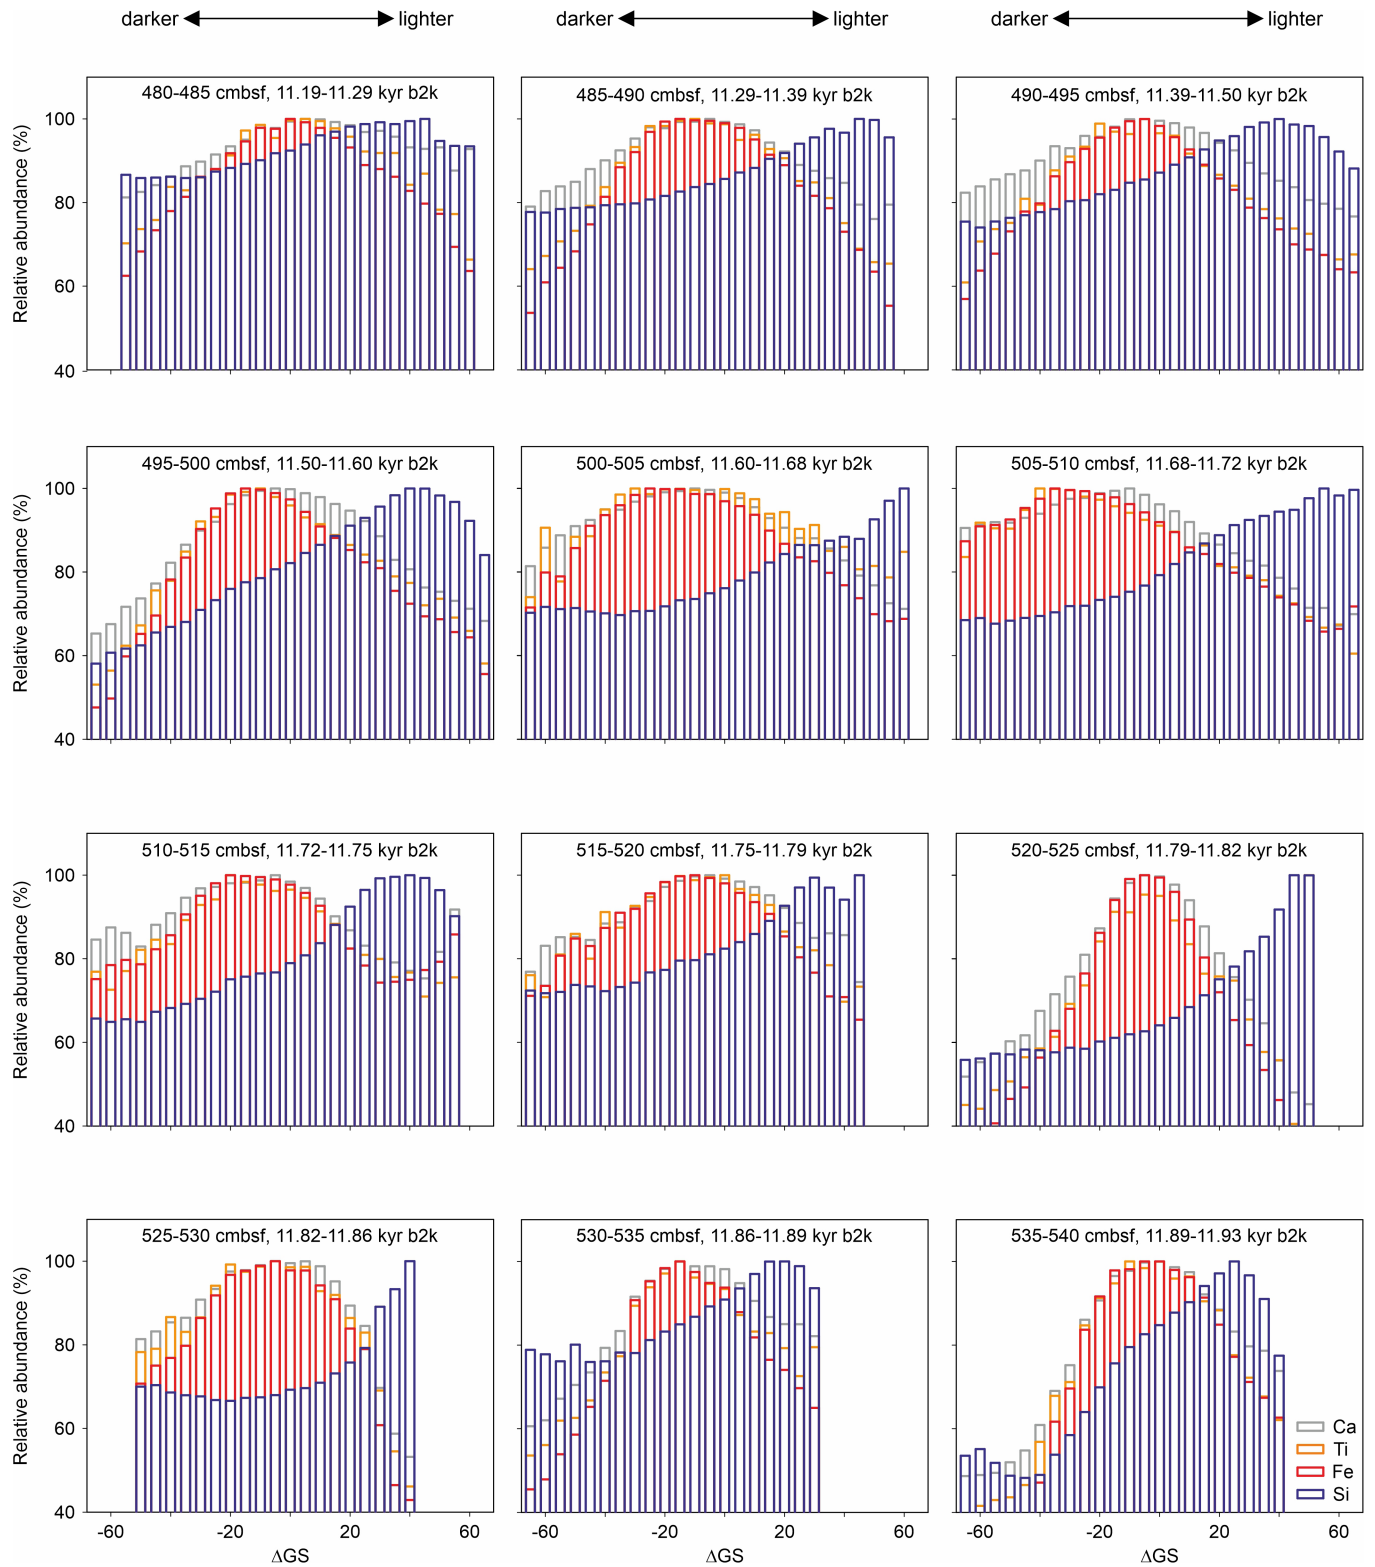 darker lighter darker lighter darker lighter
480-485 cmbsf, 11.19-11.29 kyr b2k
485-490 cmbsf, 11.29-11.39 kyr b2k
490-495 cmbsf, 11.39-11.50 kyr b2k
Relative abundance (%)
100
80
60
40
495-500 cmbsf, 11.50-11.60 kyr b2k
500-505 cmbsf, 11.60-11.68 kyr b2k
505-510 cmbsf, 11.68-11.72 kyr b2k
Relative abundance (%)
100
80
60
40
510-515 cmbsf, 11.72-11.75 kyr b2k
515-520 cmbsf, 11.75-11.79 kyr b2k
520-525 cmbsf, 11.79-11.82 kyr b2k
Relative abundance (%)
100
80
60
40
525-530 cmbsf, 11.82-11.86 kyr b2k
530-535 cmbsf, 11.86-11.89 kyr b2k
535-540 cmbsf, 11.89-11.93 kyr b2k
Relative abundance (%)
100
80
60
40
Ca
Ti
Fe
Si
-60 -20 20 60 -60 -20 20 60 -60 -20 20 60
ΔGS ΔGS ΔGS